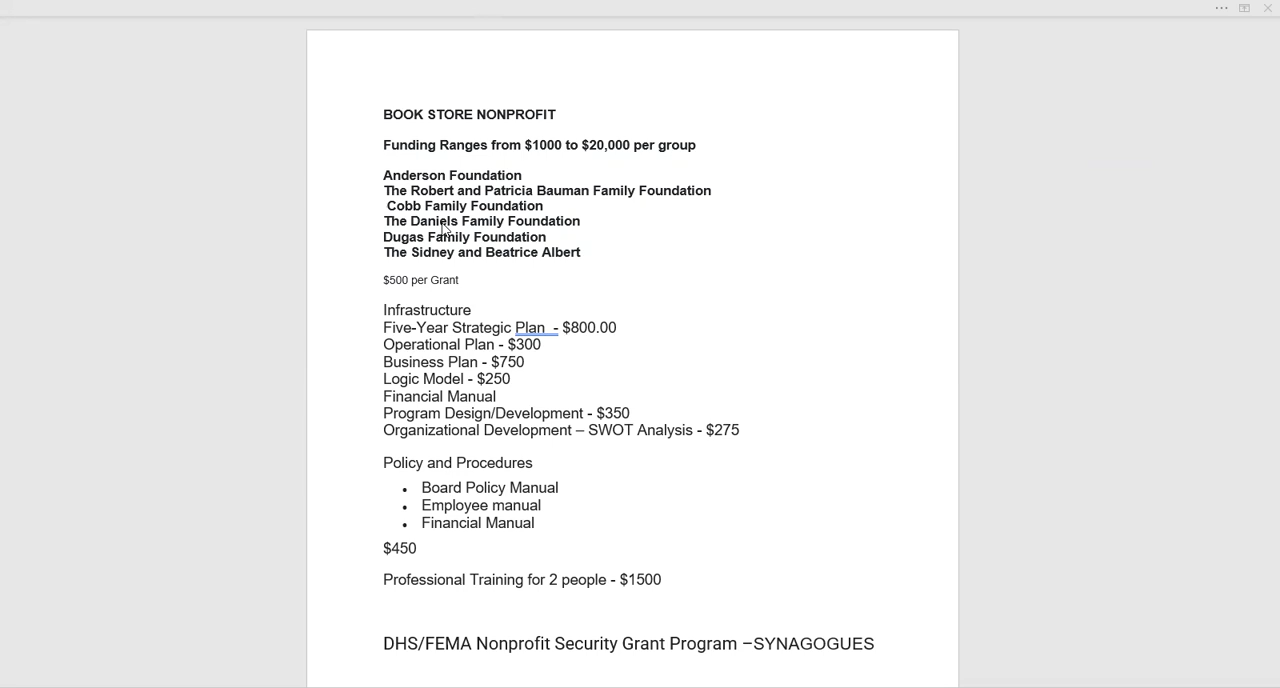 BOOK STORE NONPROFIT
Funding Ranges from $1000 to $20,000 per group
Anderson Foundation
The Robert and Patricia Bauman Family Foundation
Cobb Family Foundation
The Daniels Family Foundation
Dugas Family Foundation
The Sidney and Beatrice Albert
$500 per Grant
Infrastructure
Five-Year Strategic Plan  - $800.00
Operational Plan - $300
Business Plan - $750
Logic Model - $250
Financial Manual
Program Design/Development - $350
Organizational Development – SWOT Analysis - $275
Policy and Procedures
• Board Policy Manual
• Employee manual
• Financial Manual
$450
Professional Training for 2 people - $1500
DHS/FEMA Nonprofit Security Grant Program –SYNAGOGUES